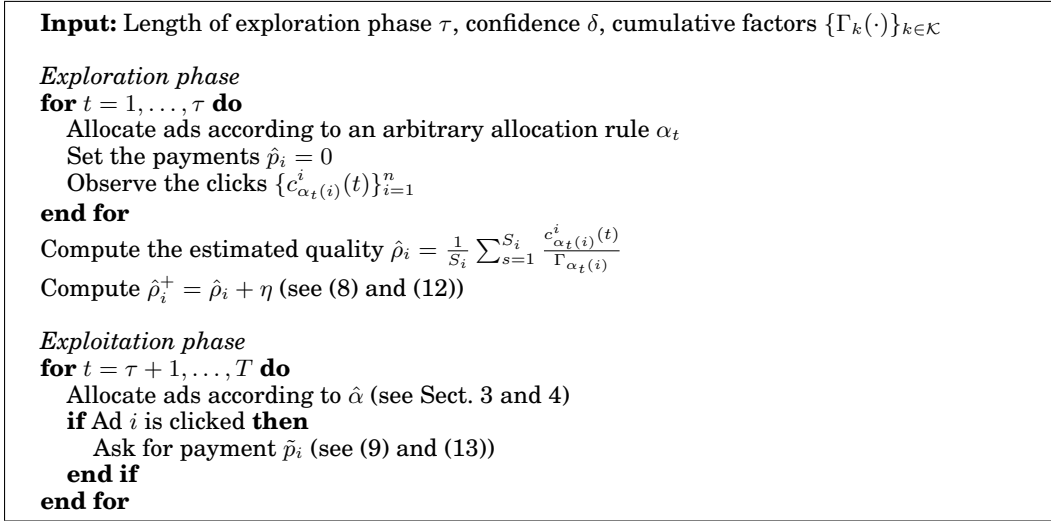 Input: Length of exploration phase τ, confidence δ, cumulative factors {Γ_k(·)}_{k∈𝒦}
Exploration phase
for t = 1, . . . , τ do
Allocate ads according to an arbitrary allocation rule α_t
Set the payments p̂_i = 0
Observe the clicks {c^i_{α_t(i)}(t)}^n_{i=1}
end for
Compute the estimated quality ρ̂_i = \frac{1}{S_i} ∑^{S_i}_{s=1} \frac{c^i_{α_t(i)}(t)}{Γ_{α_t(i)}}
Compute ρ̂^+_i = ρ̂_i + η (see (8) and (12))
Exploitation phase
for t = τ + 1, . . . , T do
Allocate ads according to α̂ (see Sect. 3 and 4)
if Ad i is clicked then
Ask for payment p̃_i (see (9) and (13))
end if
end for